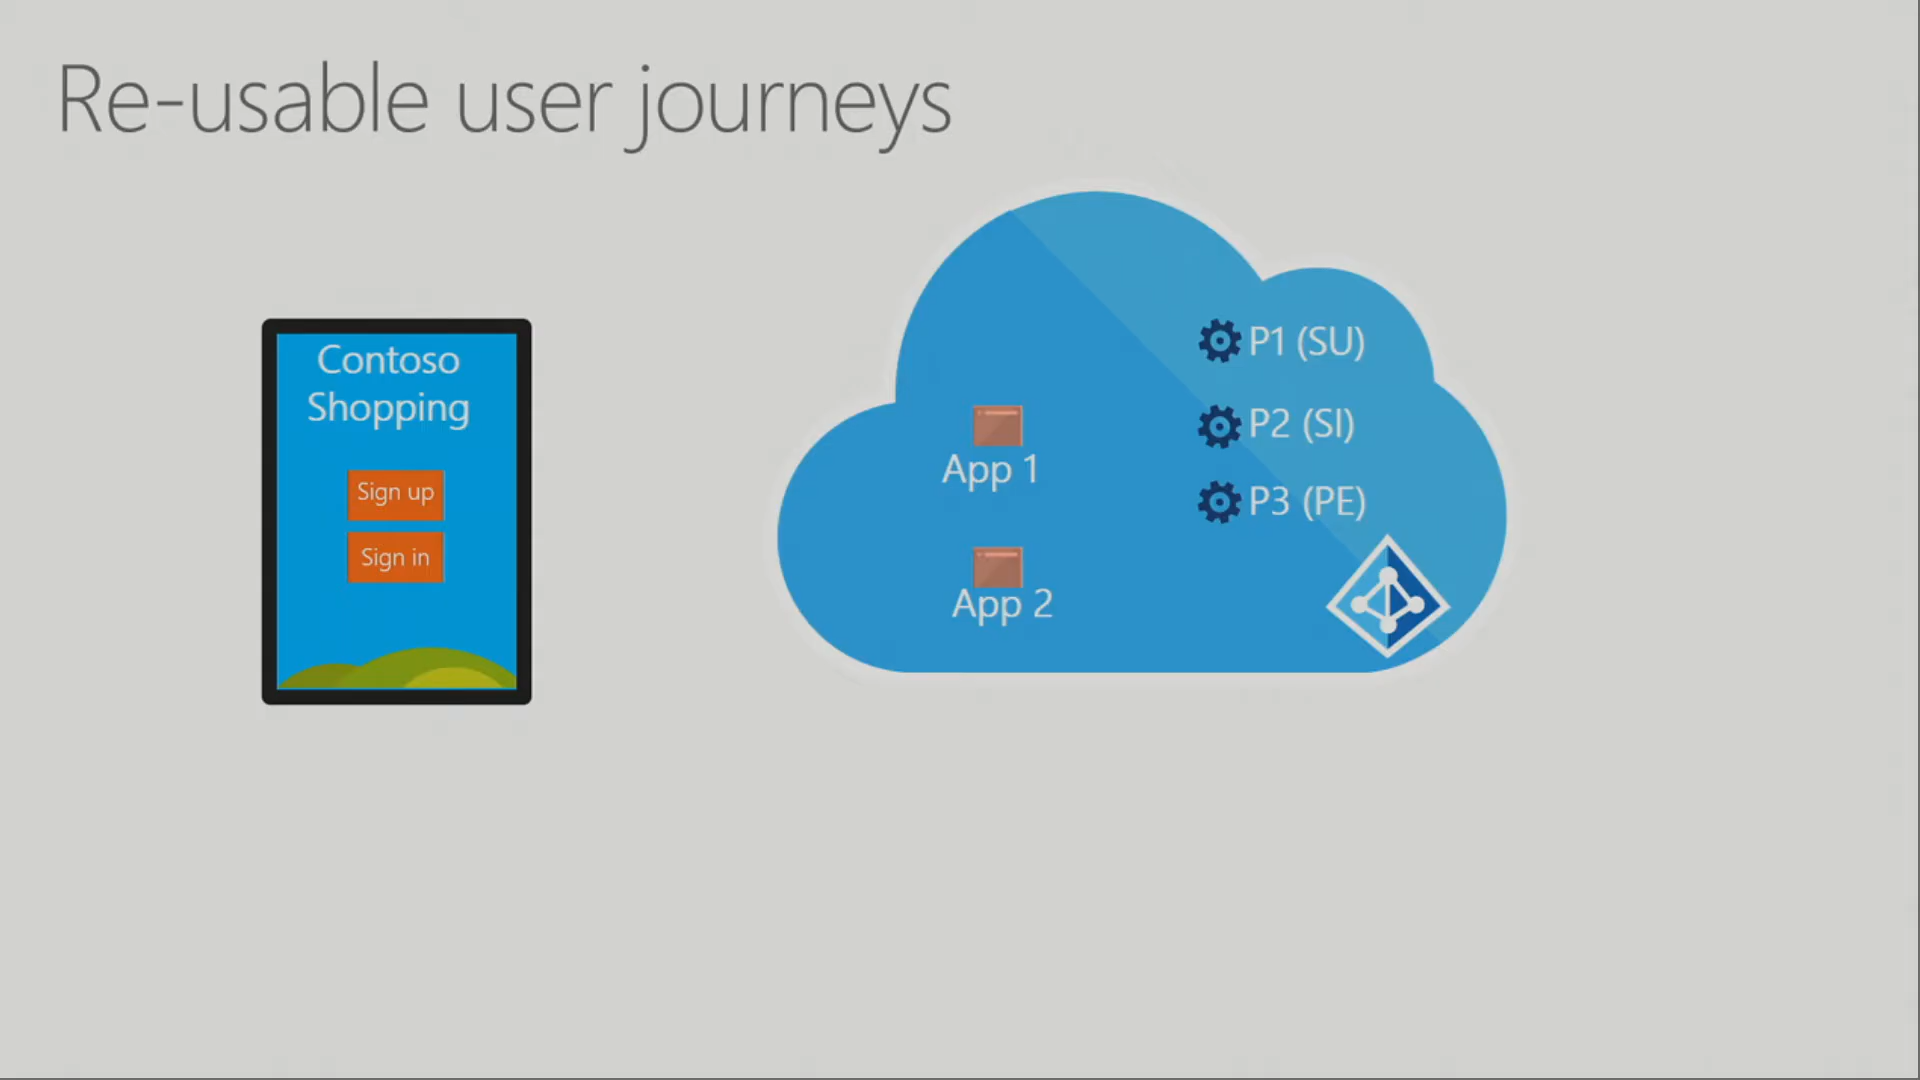 Re-usable user journeys
Contoso
Shopping
Sign up
Sign in
App 1
App 2
P1 (SU)
P2 (SI)
P3 (PE)